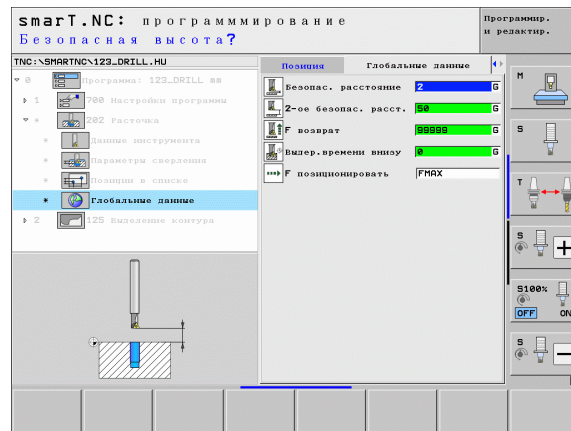 smarT.NC: программмирование
Программир.
и редактир.
Безопасная высота?
TNC:\SMARTNC\123_DRILL.HU
Позиция
Глобальные данные
0 Программа: 123_DRILL мм
1 700 Настройки программы
* 202 Расточка
* Данные инструмента
* Параметры сверления
* Позиции в списке
* Глобальные данные
2 125 Выделение контура
Безопас. расстояние 2 G
2-ое безопас. расст. 50 G
F возврат 99999 G
Выдер.времени внизу 0 G
F позиционировать FMAX
M
S
T
S
+
S100%
OFF ON
S
−